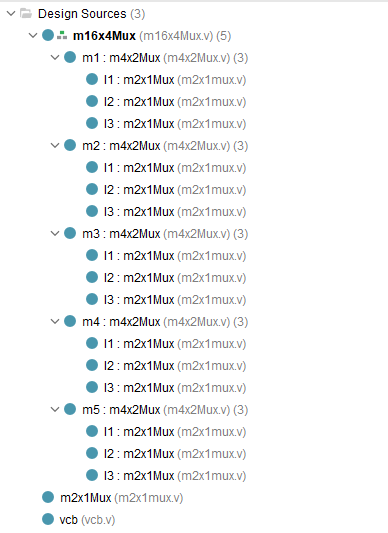 Design Sources (3)
m16x4Mux (m16x4Mux.v) (5)
m1 : m4x2Mux (m4x2Mux.v) (3)
I1 : m2x1Mux (m2x1mux.v)
I2 : m2x1Mux (m2x1mux.v)
I3 : m2x1Mux (m2x1mux.v)
m2 : m4x2Mux (m4x2Mux.v) (3)
I1 : m2x1Mux (m2x1mux.v)
I2 : m2x1Mux (m2x1mux.v)
I3 : m2x1Mux (m2x1mux.v)
m3 : m4x2Mux (m4x2Mux.v) (3)
I1 : m2x1Mux (m2x1mux.v)
I2 : m2x1Mux (m2x1mux.v)
I3 : m2x1Mux (m2x1mux.v)
m4 : m4x2Mux (m4x2Mux.v) (3)
I1 : m2x1Mux (m2x1mux.v)
I2 : m2x1Mux (m2x1mux.v)
I3 : m2x1Mux (m2x1mux.v)
m5 : m4x2Mux (m4x2Mux.v) (3)
I1 : m2x1Mux (m2x1mux.v)
I2 : m2x1Mux (m2x1mux.v)
I3 : m2x1Mux (m2x1mux.v)
m2x1Mux (m2x1mux.v)
vcb (vcb.v)